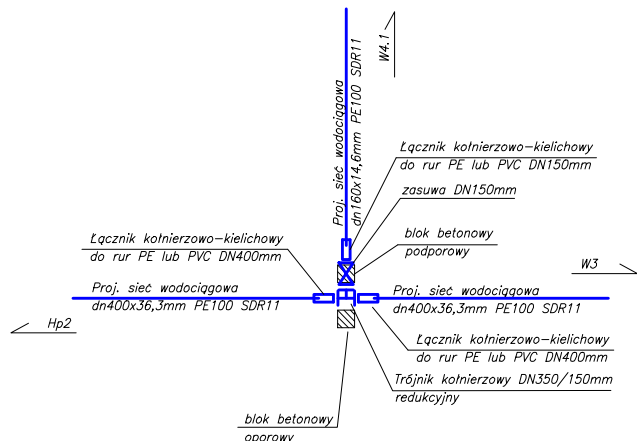 W4.1
Proj. sieć wodociągowa
dn160x14,6mm PE100 SDR11
Łącznik kołnierzowo-kielichowy
do rur PE lub PVC DN150mm
zasuwa DN150mm
blok betonowy
podporowy
Łącznik kołnierzowo-kielichowy
do rur PE lub PVC DN400mm
W3
Proj. sieć wodociągowa
dn400x36,3mm PE100 SDR11
Proj. sieć wodociągowa
dn400x36,3mm PE100 SDR11
Hp2
Łącznik kołnierzowo-kielichowy
do rur PE lub PVC DN400mm
Trójnik kołnierzowy DN350/150mm
redukcyjny
blok betonowy
oporowy